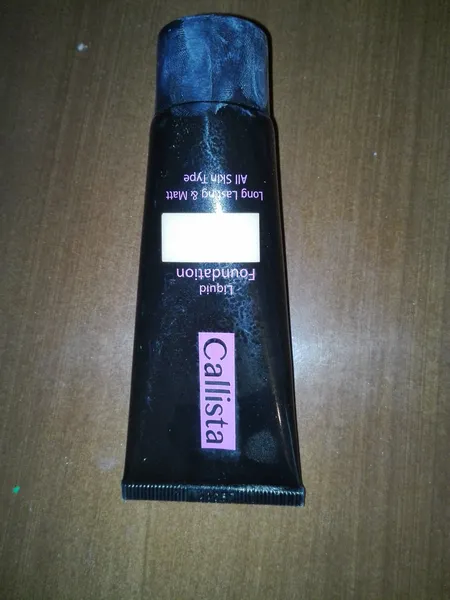 Callista
Liquid
Foundation
Long Lasting & Matt
All Skin Type